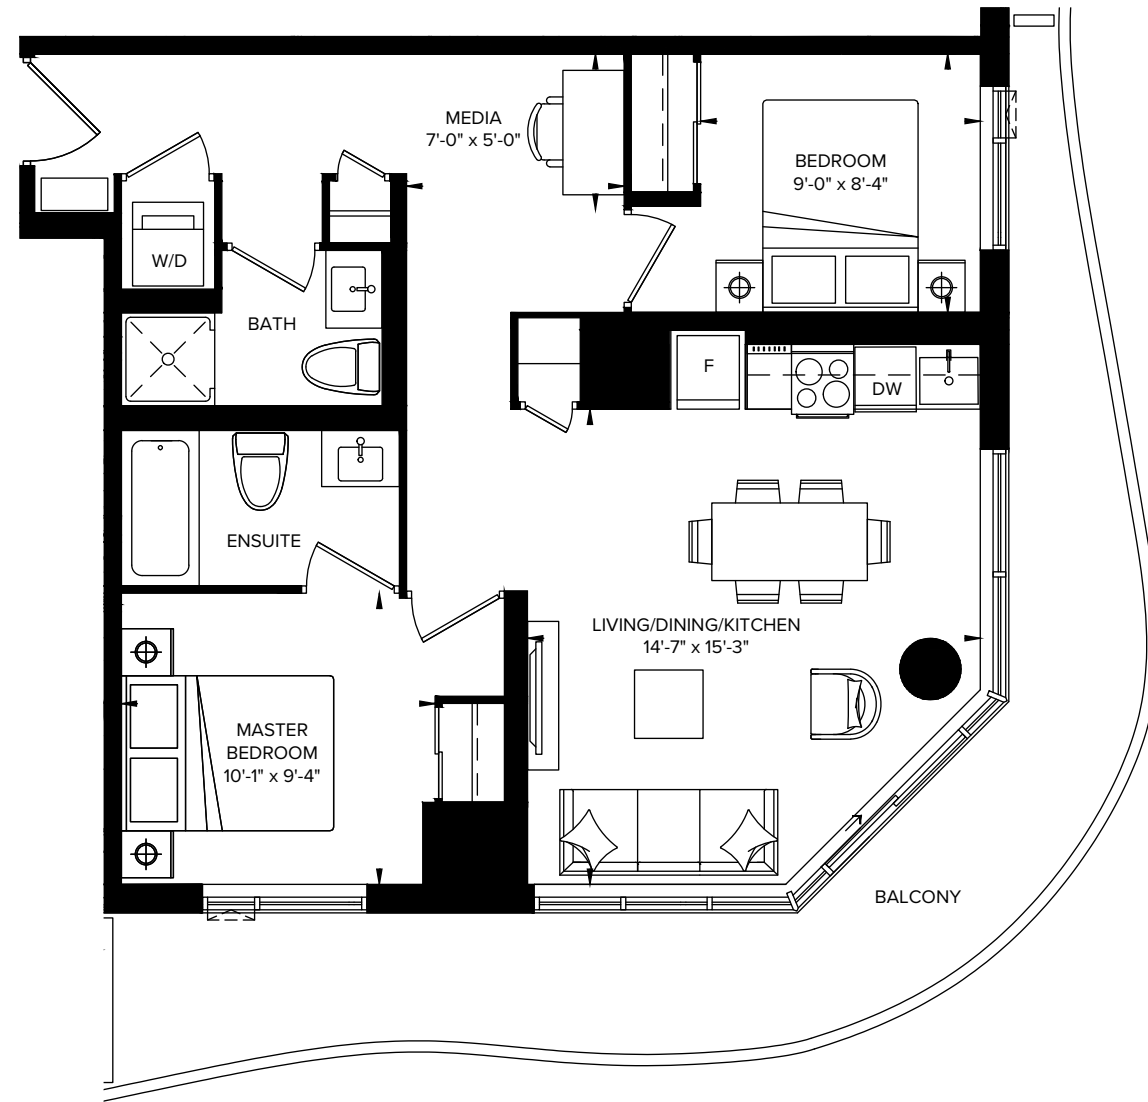 MEDIA
7'-0" x 5'-0"
BEDROOM
9'-0" x 8'-4"
W/D
BATH
F
DW
ENSUITE
LIVING/DINING/KITCHEN
14'-7" x 15'-3"
MASTER
BEDROOM
10'-1" x 9'-4"
BALCONY